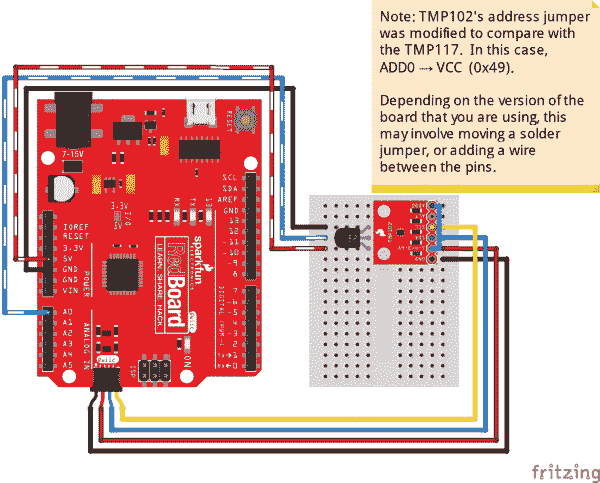 Note: TMP102's address jumper
was modified to compare with
the TMP117. In this case,
ADD0 → VCC (0x49).
Depending on the version of the
board that you are using, this
may involve moving a solder
jumper, or adding a wire
between the pins.
RESET
7-15V
3.3V
I/O
5V
RX
TX
SCL
SDA
AREF
GND
13
12
~11
~10
~9
8
7
~6
~5
4
~3
2
1
0
IOREF
RESET
3.3V
5V
GND
GND
VIN
POWER
A0
A1
A2
A3
A4
A5
ANALOG IN
DIGITAL (PWM~)
sparkfun
ELECTRONICS
RedBoard
LEARN. SHARE. HACK
Qwiic
ISP
ON
fritzing